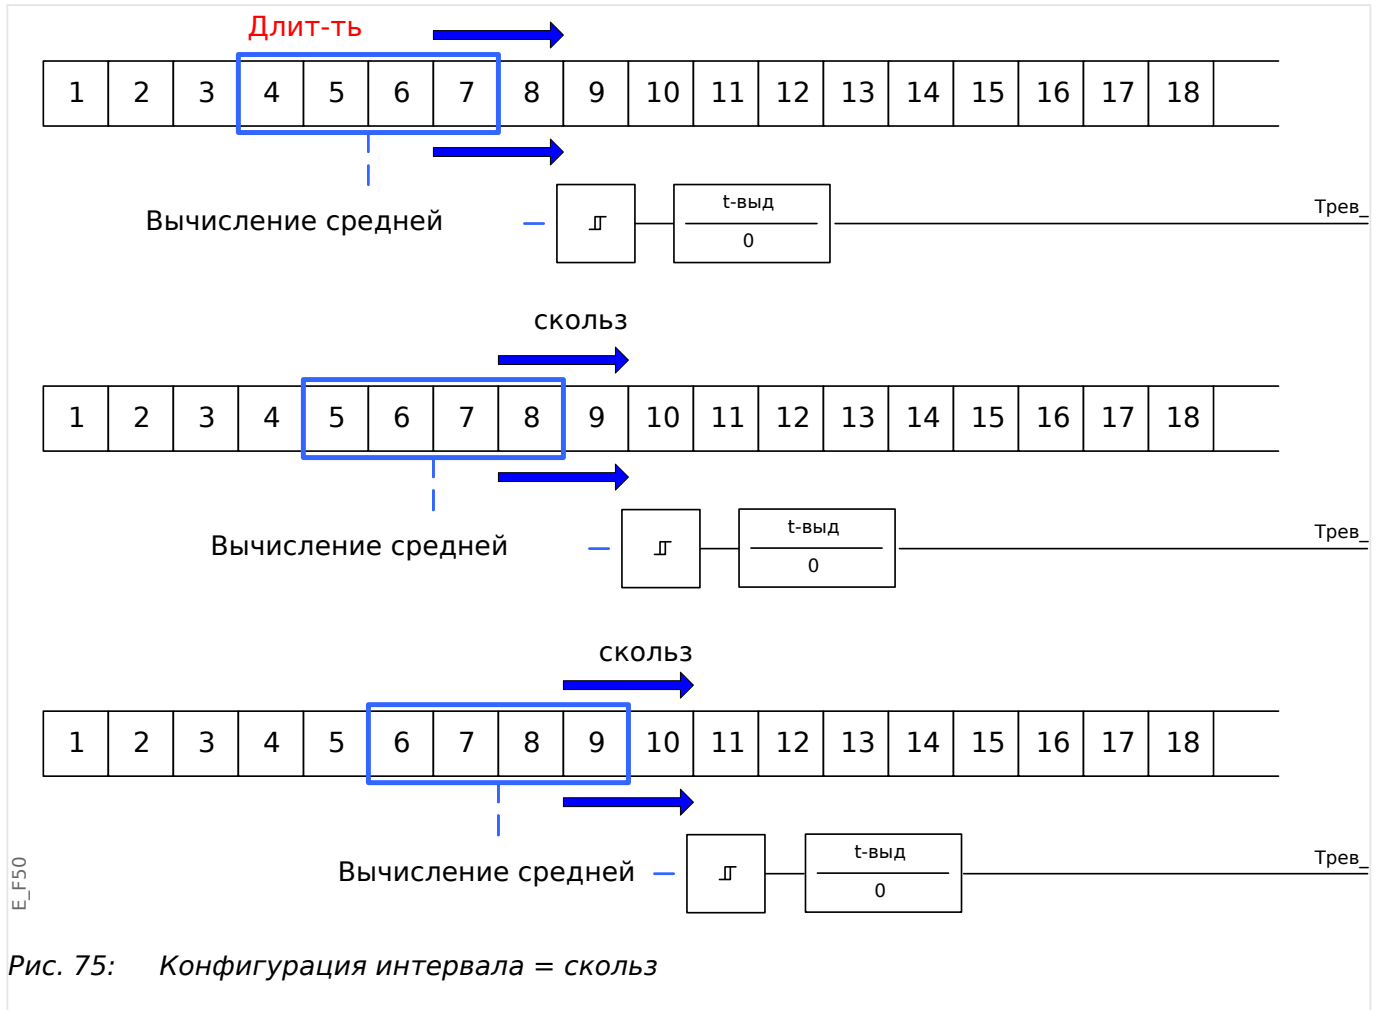 Длит-ть
1 2 3 4 5 6 7 8 9 10 11 12 13 14 15 16 17 18
t-выд
Трев_
Вычисление средней
0
скольз
1 2 3 4 5 6 7 8 9 10 11 12 13 14 15 16 17 18
t-выд
Трев_
Вычисление средней
0
скольз
1 2 3 4 5 6 7 8 9 10 11 12 13 14 15 16 17 18
t-выд
Трев_
Вычисление средней
0
E_F50
Рис. 75: Конфигурация интервала = скольз